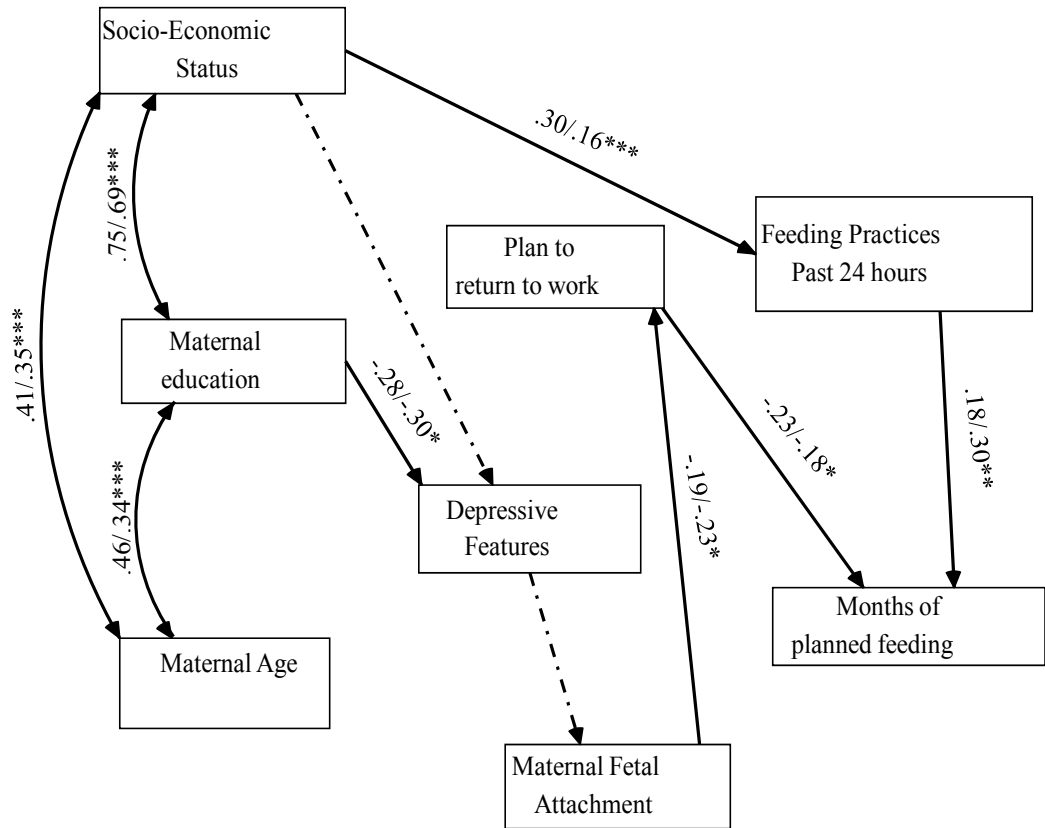 Socio-Economic
Status
.30/.16***
.75/.69***
Plan to
return to work
Feeding Practices
Past 24 hours
.41/.35***
Maternal
education
-.28/-.30*
-.23/-.18*
.18/.30**
.46/.34***
-.19/-.23*
Depressive
Features
Months of
planned feeding
Maternal Age
Maternal Fetal
Attachment